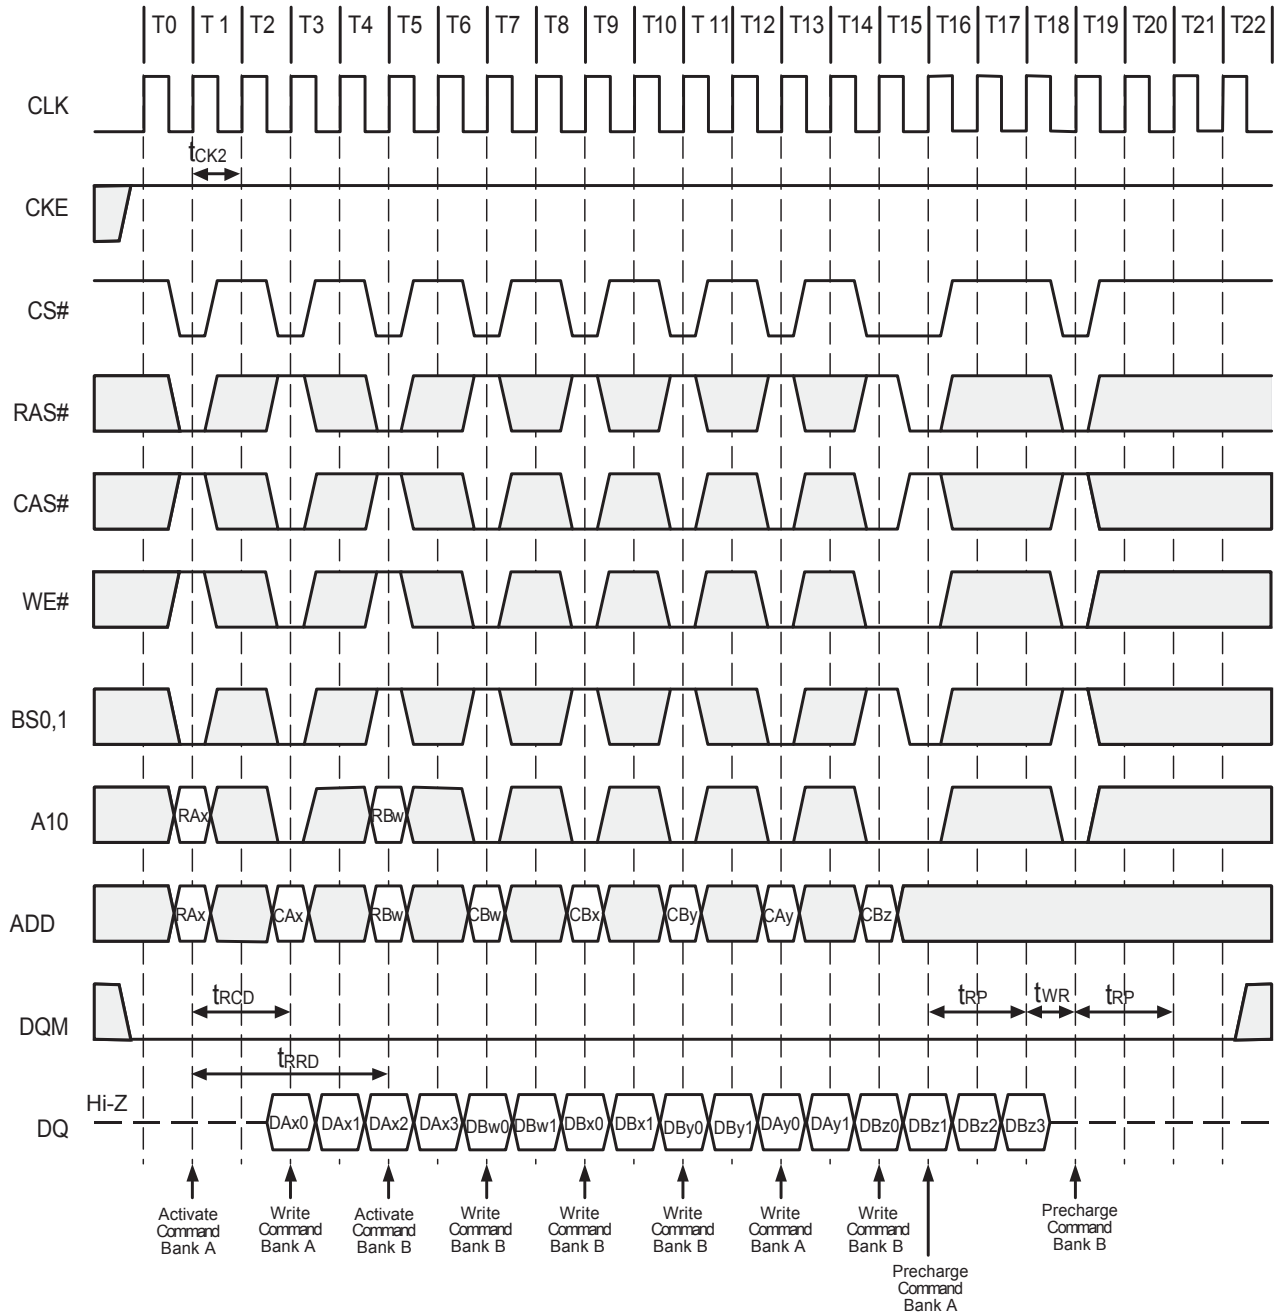 T0 T 1 T2 T3 T4 T5 T6 T7 T8 T9 T10 T 11 T12 T13 T14 T15 T16 T17 T18 T19 T20 T21 T22
CLK
tCK2
CKE
CS#
RAS#
CAS#
WE#
BS0,1
A10
RAx RBw
ADD
RAx CAx RBw CBw CBx CBy CAy CBz
DQM
tRCD tRP tWR tRP
tRRD
Hi-Z
DQ
DAx0 DAx1 DAx2 DAx3 DBw0 DBw1 DBx0 DBx1 DBy0 DBy1 DAy0 DAy1 DBz0 DBz1 DBz2 DBz3
Activate
Command
Bank A
Write
Command
Bank A
Activate
Command
Bank B
Write
Command
Bank B
Write
Command
Bank B
Write
Command
Bank B
Write
Command
Bank A
Write
Command
Bank B
Precharge
Command
Bank A
Precharge
Command
Bank B